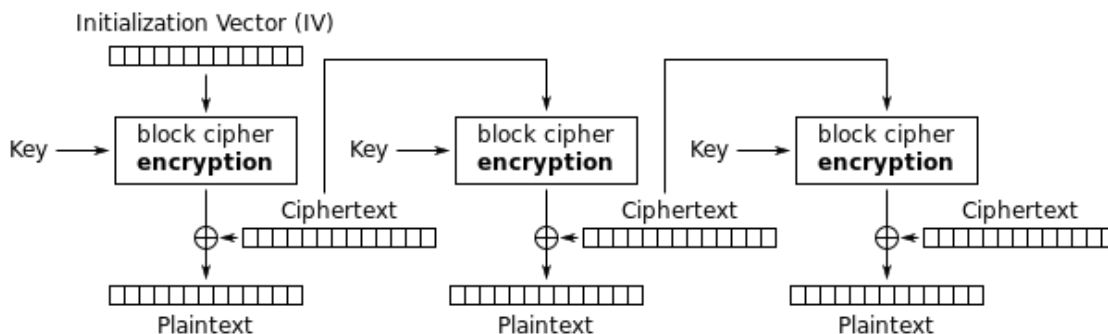 Initialization Vector (IV)
Key
block cipher
encryption
Key
block cipher
encryption
Key
block cipher
encryption
Ciphertext
Ciphertext
Ciphertext
Plaintext
Plaintext
Plaintext